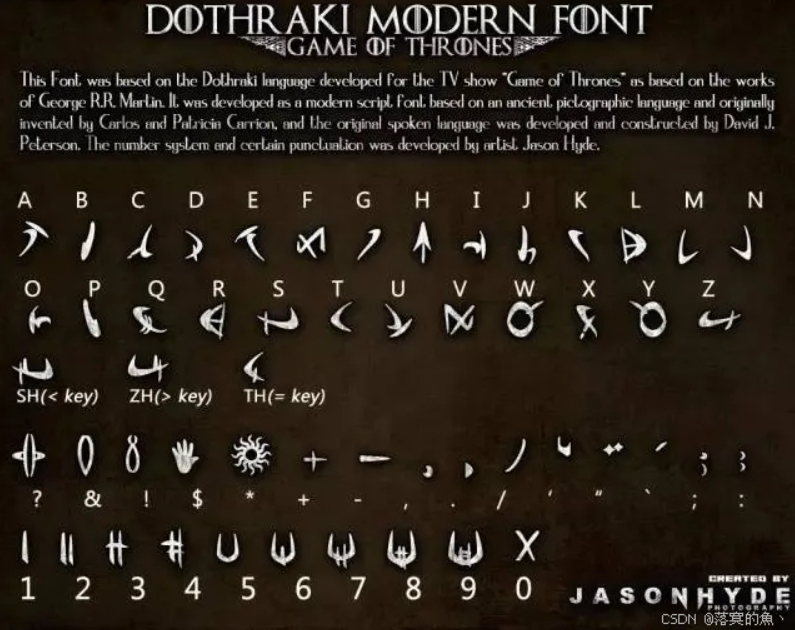 DOTHRAKI MODERN FONT
GAME OF THRONES
This Font was based on the Dothraki language developed for the TV show "Game of Thrones" as based on the works
of George R.R. Martin. It was developed as a modern script font based on an ancient pictographic language and originally
invented by Carlos and Patricia Carrion, and the original spoken language was developed and constructed by David J.
Peterson. The number system and certain punctuation was developed by artist Jason Hyde.
A B C D E F G H I J K L M N
O P Q R S T U V W X Y Z
SH(< key) ZH(> key) TH(= key)
? & ! $ * + - , . / ‘ “ ` ; :
1 2 3 4 5 6 7 8 9 0
CREATED BY
JASONHYDE
PHOTOGRAPHY
CSDN @落寞的魚丶